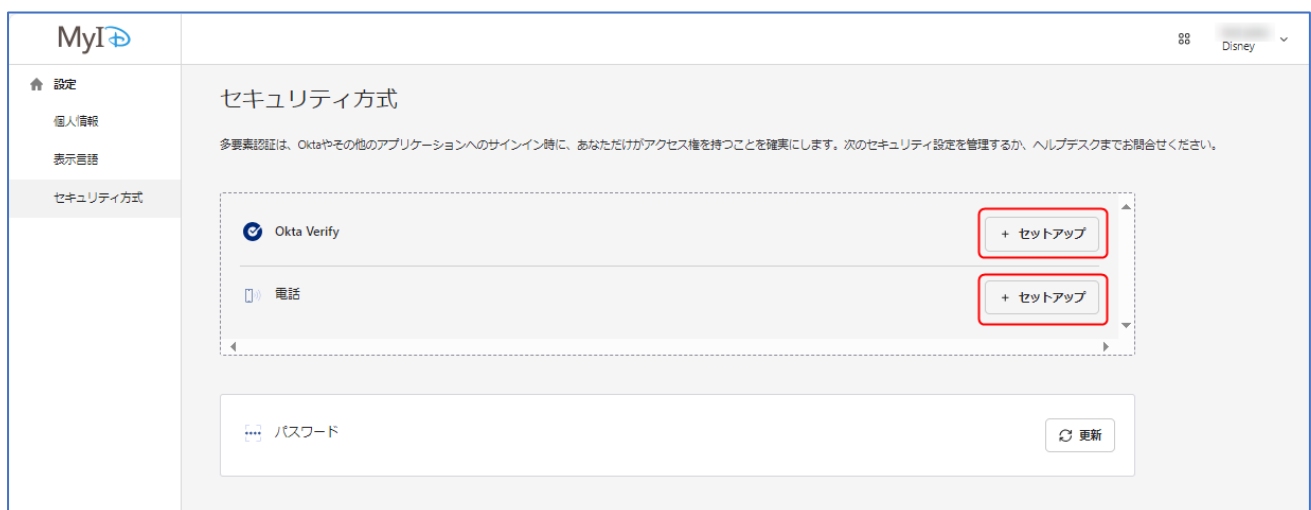 MyID
Disney
設定
個人情報
表示言語
セキュリティ方式
セキュリティ方式
多要素認証は、Oktaやその他のアプリケーションへのサインイン時に、あなただけがアクセス権を持つことを確実にします。次のセキュリティ設定を管理するか、ヘルプデスクまでお問合せください。
Okta Verify
+ セットアップ
電話
+ セットアップ
パスワード
更新